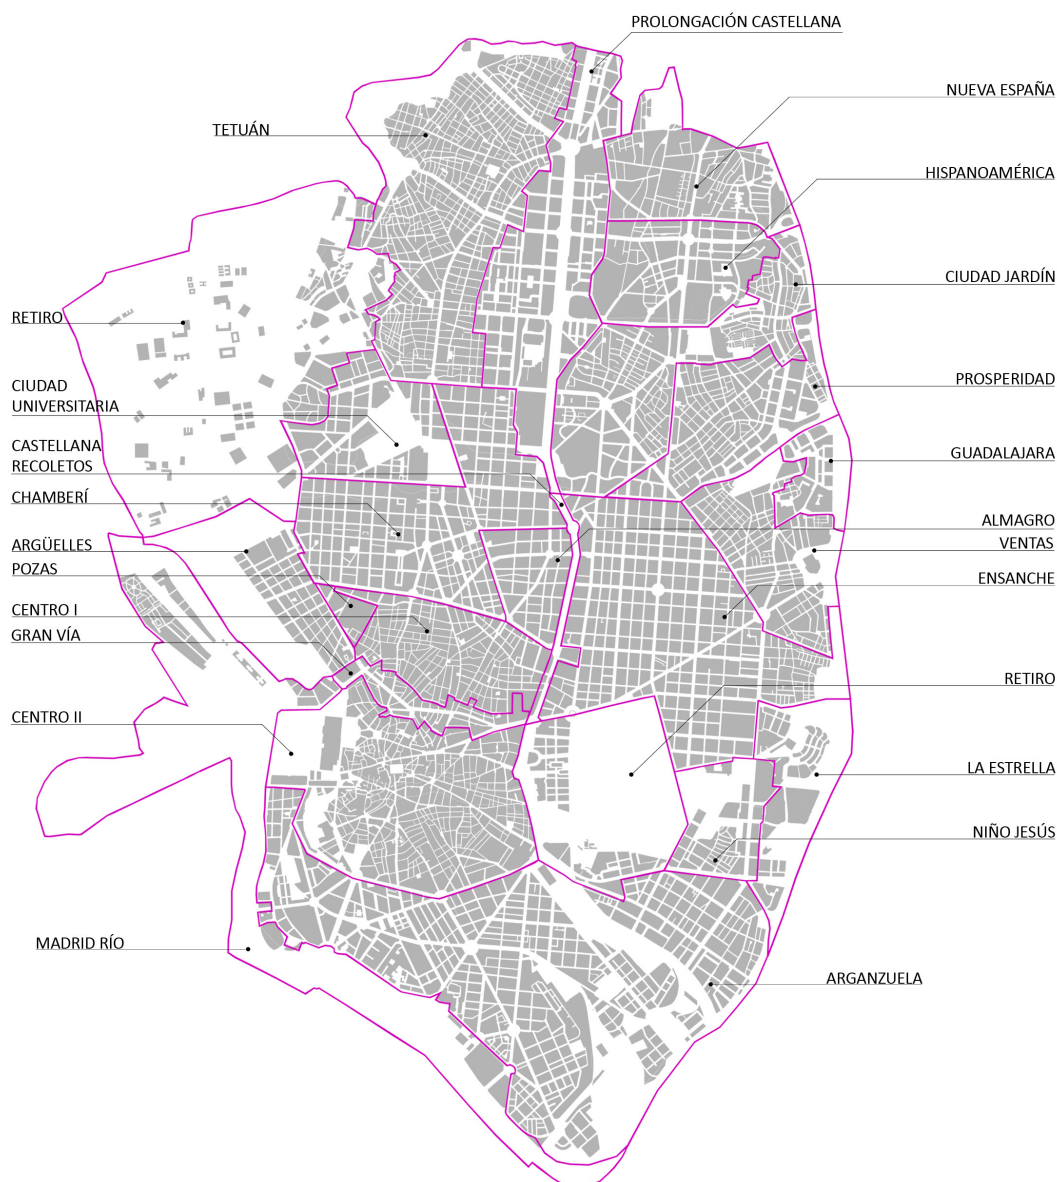 PROLONGACIÓN CASTELLANA
NUEVA ESPAÑA
TETUÁN
HISPANOAMÉRICA
CIUDAD JARDÍN
RETIRO
CIUDAD
UNIVERSITARIA
PROSPERIDAD
CASTELLANA
RECOLETOS
GUADALAJARA
CHAMBERÍ
ALMAGRO
ARGÜELLES
VENTAS
POZAS
ENSANCHE
CENTRO I
GRAN VÍA
RETIRO
CENTRO II
LA ESTRELLA
NIÑO JESÚS
MADRID RÍO
ARGANZUELA